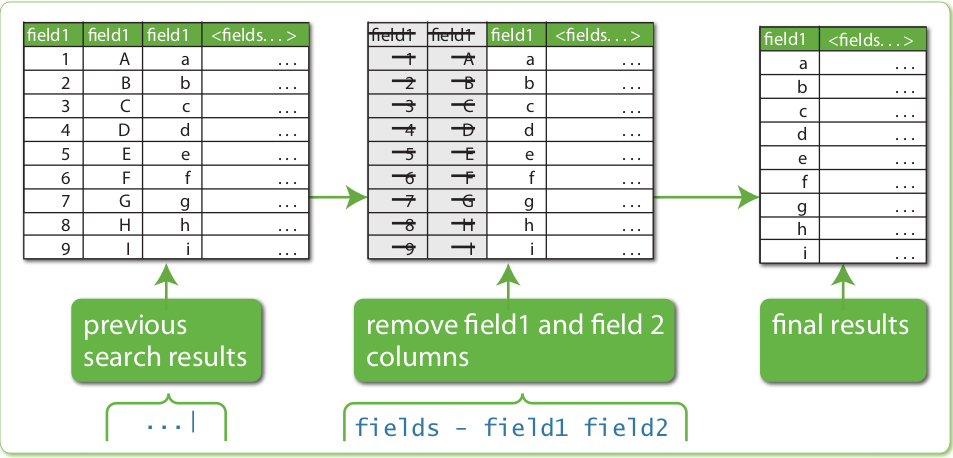 field1 field1 field1 <fields...>
1 A a ...
2 B b ...
3 C c ...
4 D d ...
5 E e ...
6 F f ...
7 G g ...
8 H h ...
9 I i ...
field1 field1 field1 <fields...>
1 A a ...
2 B b ...
3 C c ...
4 D d ...
5 E e ...
6 F f ...
7 G g ...
8 H h ...
9 I i ...
field1 <fields...>
a ...
b ...
c ...
d ...
e ...
f ...
g ...
h ...
i ...
previous
search results
remove field1 and field 2
columns
final results
...|
fields - field1 field2